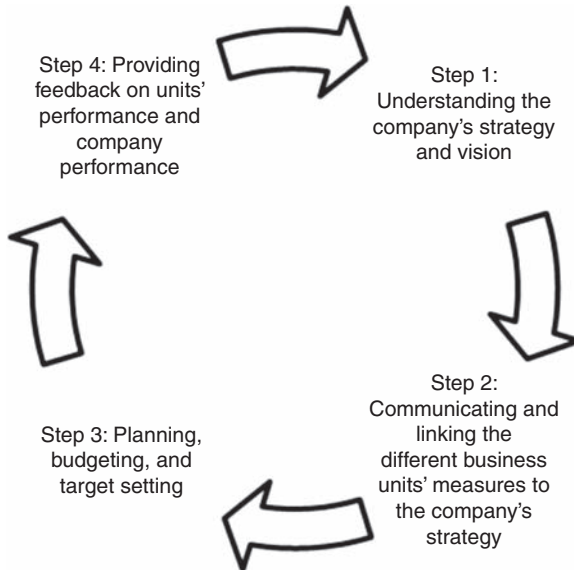 Step 4: Providing
feedback on units’
performance and
company
performance
Step 1:
Understanding the
company’s strategy
and vision
Step 2:
Communicating and
linking the
different business
units’ measures to
the company’s
strategy
Step 3: Planning,
budgeting, and
target setting